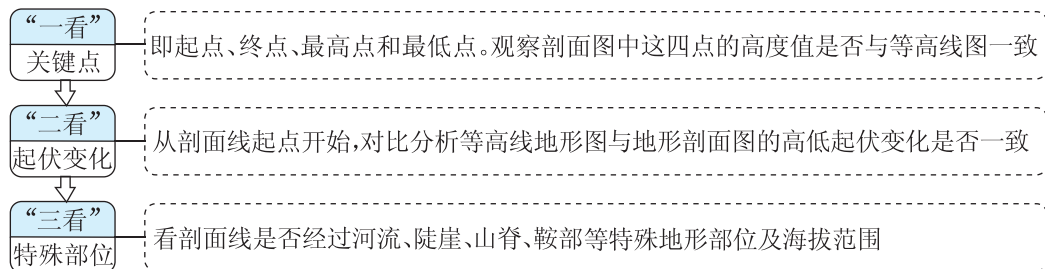 “一看”
关键点
即起点、终点、最高点和最低点。观察剖面图中这四点的高度值是否与等高线图一致
“二看”
起伏变化
从剖面线起点开始,对比分析等高线地形图与地形剖面图的高低起伏变化是否一致
“三看”
特殊部位
看剖面线是否经过河流、陡崖、山脊、鞍部等特殊地形部位及海拔范围